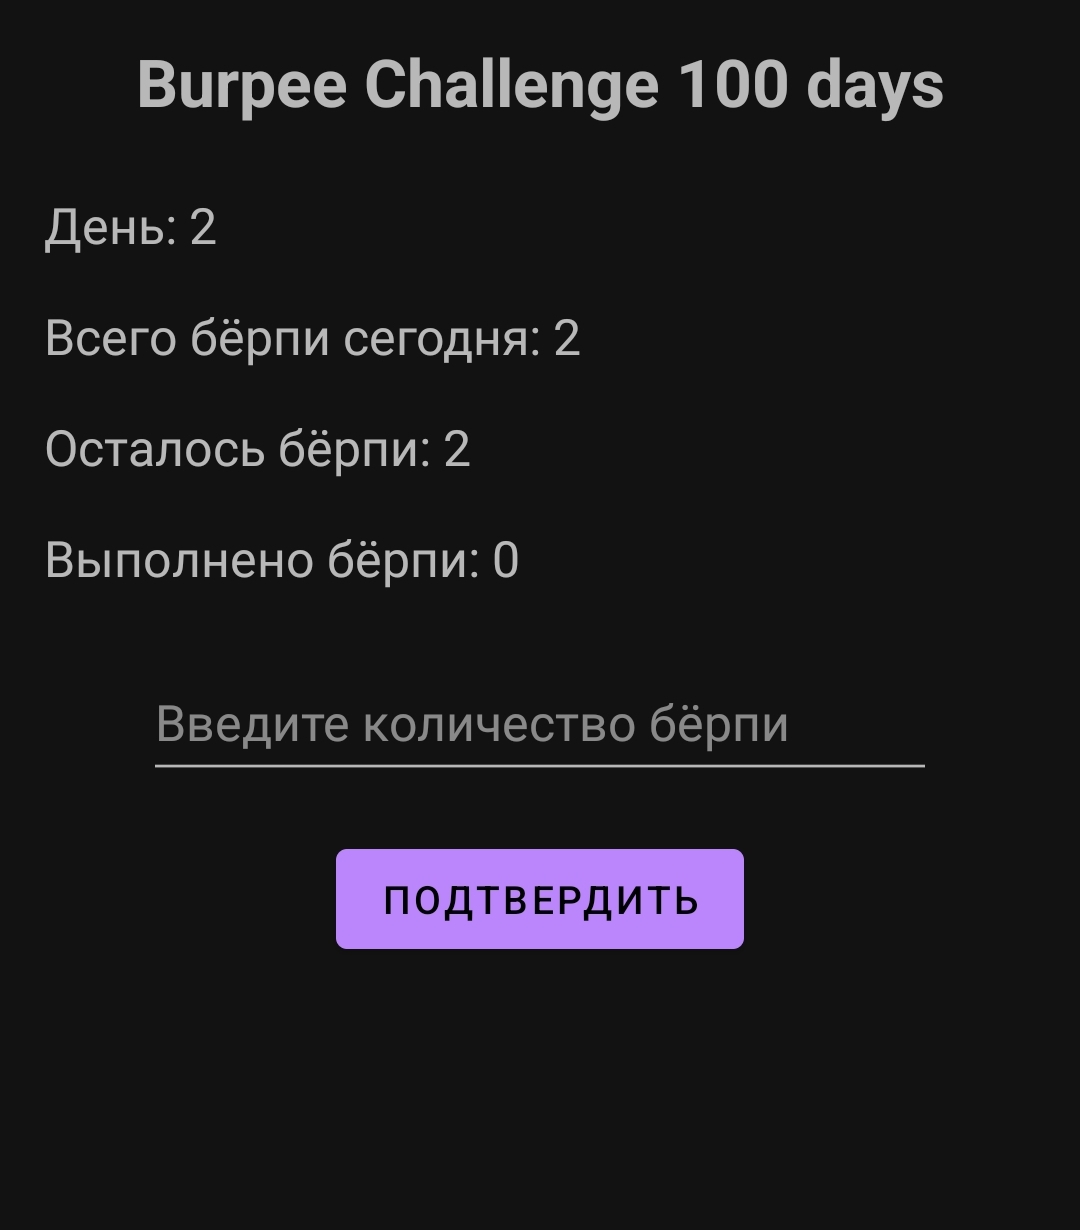 Burpee Challenge 100 days
День: 2
Всего бёрпи сегодня: 2
Осталось бёрпи: 2
Выполнено бёрпи: 0
Введите количество бёрпи
ПОДТВЕРДИТЬ